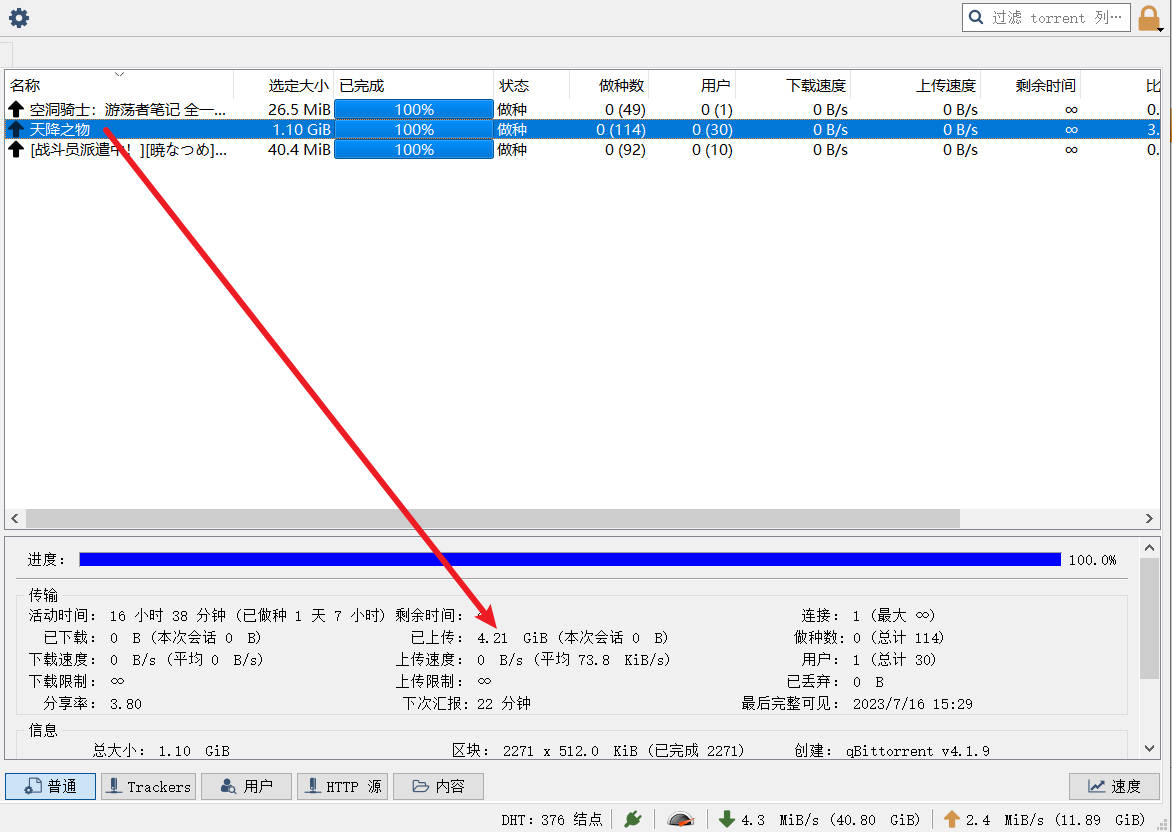 过滤 torrent 列…
名称 选定大小 已完成 状态 做种数 用户 下载速度 上传速度 剩余时间 比
空洞骑士：游荡者笔记 全一... 26.5 MiB 100% 做种 0 (49) 0 (1) 0 B/s 0 B/s ∞ 0.
天降之物 1.10 GiB 100% 做种 0 (114) 0 (30) 0 B/s 0 B/s ∞ 3.
[战斗员派遣中！][暁なつめ]... 40.4 MiB 100% 做种 0 (92) 0 (10) 0 B/s 0 B/s ∞ 0.
进度： 100.0%
传输
活动时间： 16 小时 38 分钟 (已做种 1 天 7 小时) 剩余时间： 连接： 1 (最大 ∞)
已下载： 0 B (本次会话 0 B) 已上传： 4.21 GiB (本次会话 0 B) 做种数： 0 (总计 114)
下载速度： 0 B/s (平均 0 B/s) 上传速度： 0 B/s (平均 73.8 KiB/s) 用户： 1 (总计 30)
下载限制： ∞ 上传限制： ∞ 已丢弃： 0 B
分享率： 3.80 下次汇报： 22 分钟 最后完整可见： 2023/7/16 15:29
信息
总大小： 1.10 GiB 区块： 2271 x 512.0 KiB (已完成 2271) 创建： qBittorrent v4.1.9
普通 Trackers 用户 HTTP 源 内容 速度
DHT: 376 结点 4.3 MiB/s (40.80 GiB) 2.4 MiB/s (11.89 GiB)